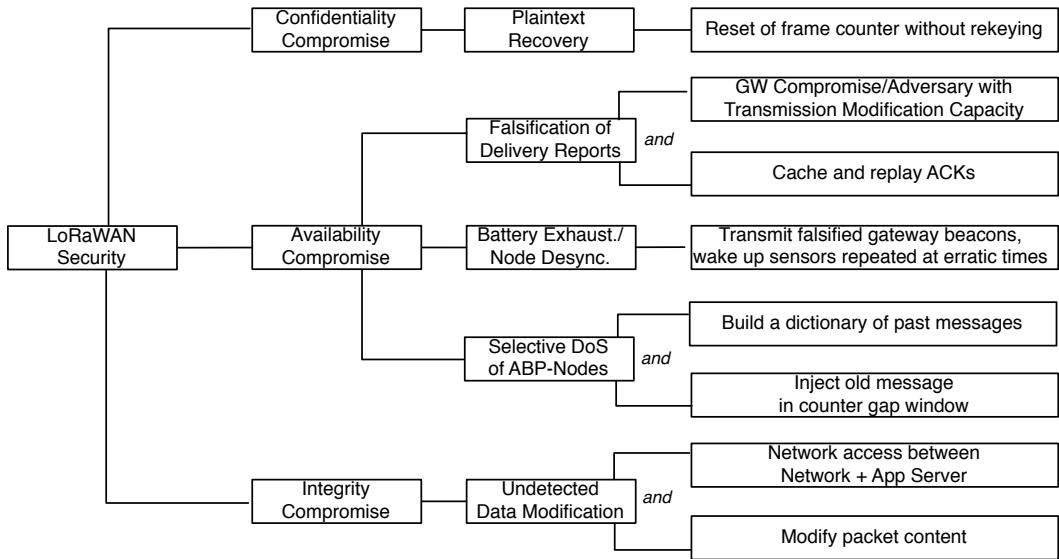 Confidentiality
Compromise
Plaintext
Recovery
Reset of frame counter without rekeying
GW Compromise/Adversary with
Transmission Modification Capacity
Falsification of
Delivery Reports
and
Cache and replay ACKs
LoRaWAN
Security
Availability
Compromise
Battery Exhaust./
Node Desync.
Transmit falsified gateway beacons,
wake up sensors repeated at erratic times
Build a dictionary of past messages
Selective DoS
of ABP-Nodes
and
Inject old message
in counter gap window
Network access between
Network + App Server
Integrity
Compromise
Undetected
Data Modification
and
Modify packet content